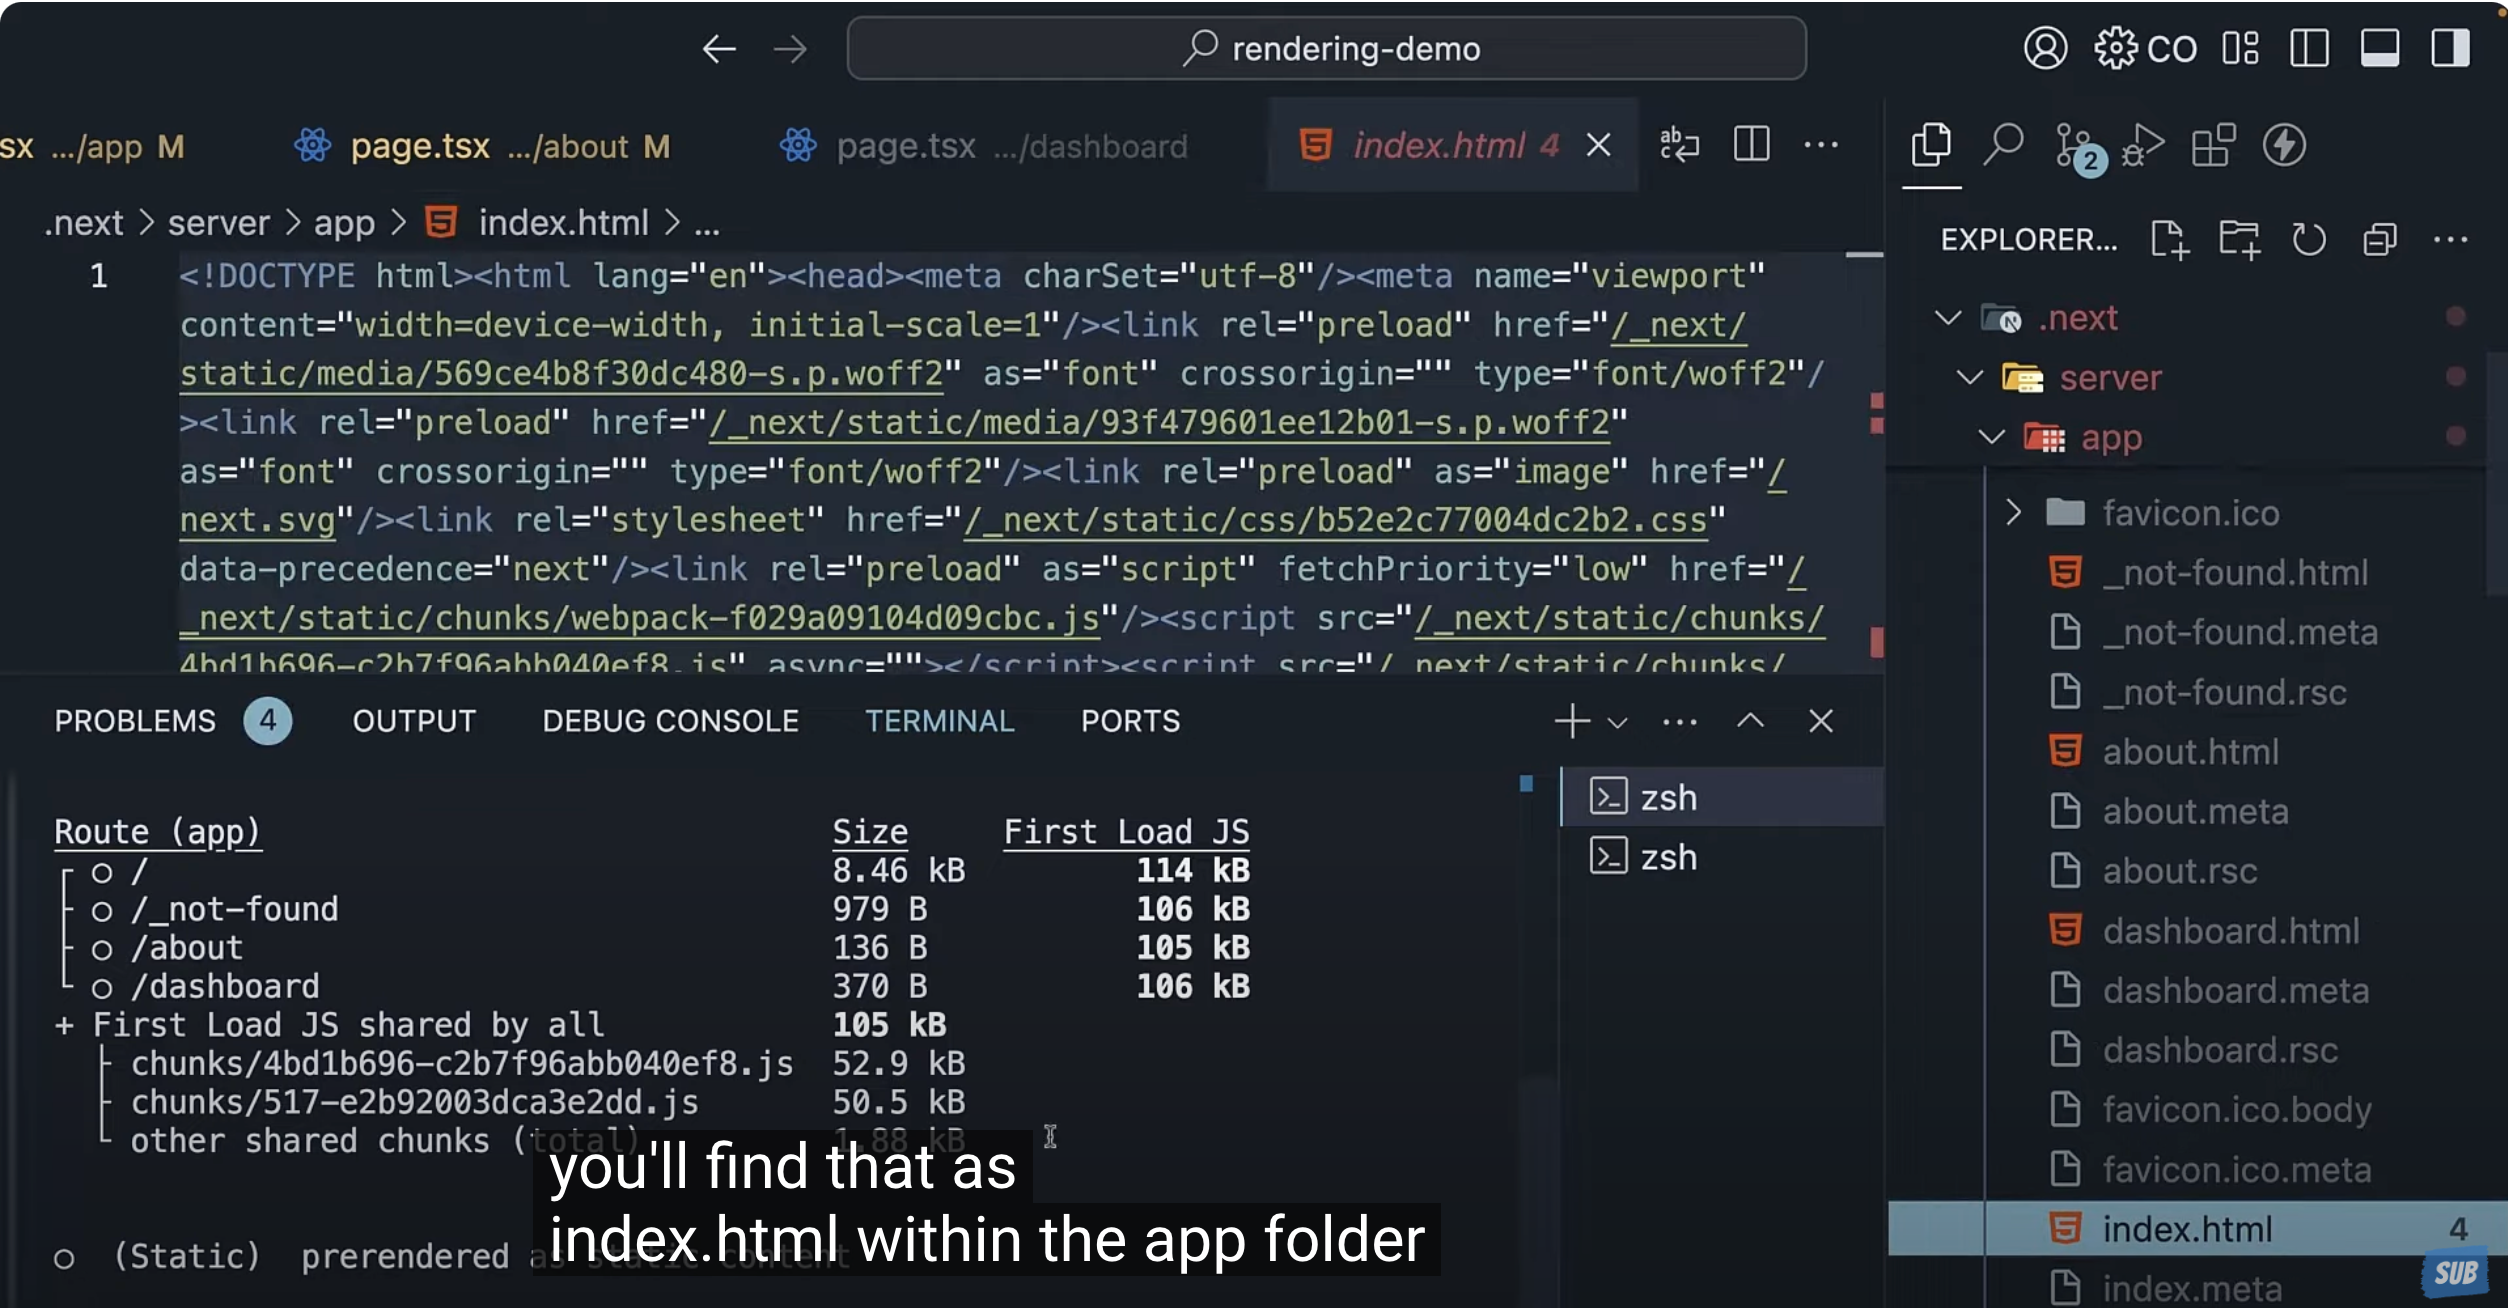 rendering-demo
CO
sx .../app M
page.tsx .../about M
page.tsx .../dashboard
index.html 4
2
.next > server > app > index.html > ...
1
<!DOCTYPE html><html lang="en"><head><meta charSet="utf-8"/><meta name="viewport"
content="width=device-width, initial-scale=1"/><link rel="preload" href="/_next/
static/media/569ce4b8f30dc480-s.p.woff2" as="font" crossorigin="" type="font/woff2"/
><link rel="preload" href="/_next/static/media/93f479601ee12b01-s.p.woff2"
as="font" crossorigin="" type="font/woff2"/><link rel="preload" as="image" href="/
next.svg"/><link rel="stylesheet" href="/_next/static/css/b52e2c77004dc2b2.css"
data-precedence="next"/><link rel="preload" as="script" fetchPriority="low" href="/
_next/static/chunks/webpack-f029a09104d09cbc.js"/><script src="/_next/static/chunks/
4bd1b696-c2b7f96abb040ef8.js" async=""></script><script src="/_next/static/chunks/
PROBLEMS 4 OUTPUT DEBUG CONSOLE TERMINAL PORTS
Route (app) Size First Load JS
┌ ○ / 8.46 kB 114 kB
├ ○ /_not-found 979 B 106 kB
├ ○ /about 136 B 105 kB
└ ○ /dashboard 370 B 106 kB
+ First Load JS shared by all 105 kB
├ chunks/4bd1b696-c2b7f96abb040ef8.js 52.9 kB
├ chunks/517-e2b92003dca3e2dd.js 50.5 kB
└ other shared chunks (total) 1.88 kB
○ (Static) prerendered as static content
zsh
zsh
you'll find that as
index.html within the app folder
EXPLORER...
.next
server
app
favicon.ico
_not-found.html
_not-found.meta
_not-found.rsc
about.html
about.meta
about.rsc
dashboard.html
dashboard.meta
dashboard.rsc
favicon.ico.body
favicon.ico.meta
index.html 4
index.meta
SUB